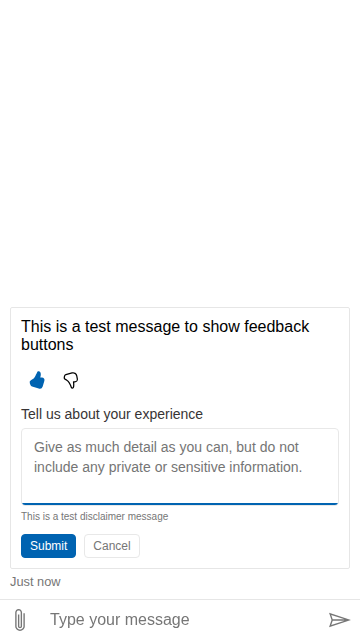 This is a test message to show feedback
buttons
Tell us about your experience
Give as much detail as you can, but do not
include any private or sensitive information.
This is a test disclaimer message
Submit Cancel
Just now
Type your message